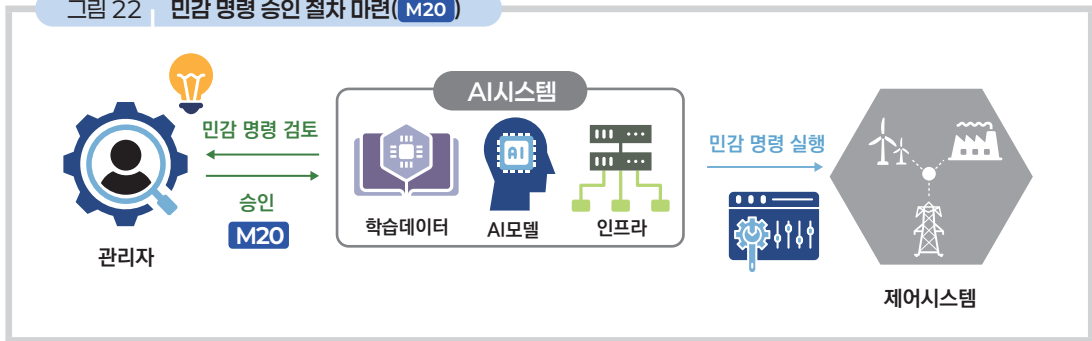 그림 22 민감 명령 승인 절차 마련(M20)
AI시스템
민감 명령 검토
승인
M20
관리자
AI
학습데이터
AI모델
인프라
민감 명령 실행
제어시스템